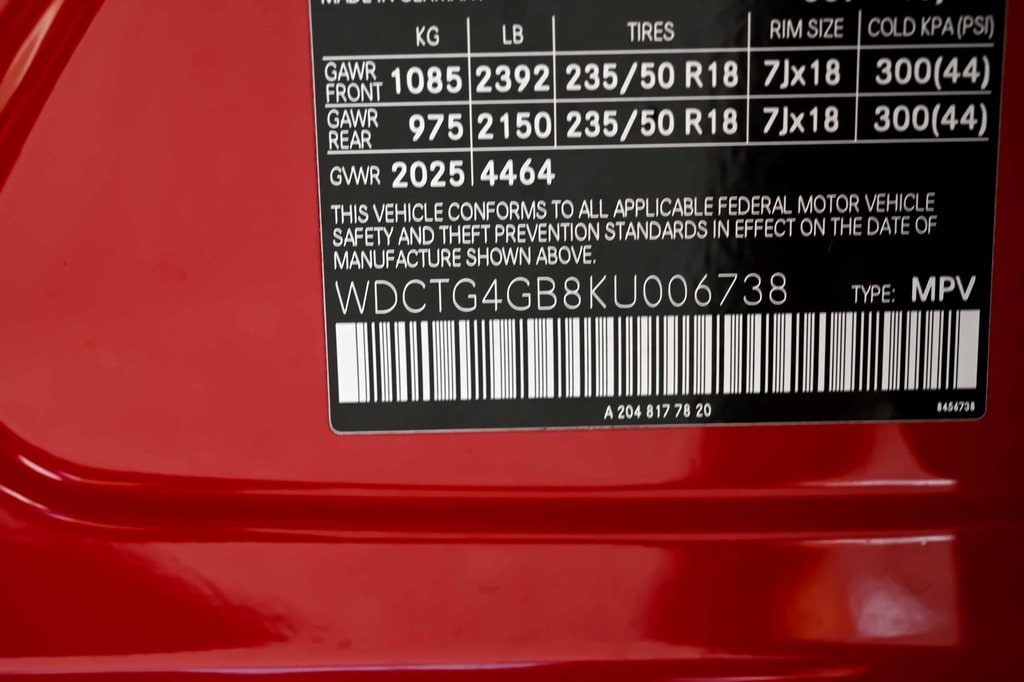 MADE IN GERMANY
KG LB TIRES RIM SIZE COLD KPA (PSI)
GAWR FRONT 1085 2392 235/50 R18 7Jx18 300(44)
GAWR REAR 975 2150 235/50 R18 7Jx18 300(44)
GVWR 2025 4464
THIS VEHICLE CONFORMS TO ALL APPLICABLE FEDERAL MOTOR VEHICLE
SAFETY AND THEFT PREVENTION STANDARDS IN EFFECT ON THE DATE OF
MANUFACTURE SHOWN ABOVE.
WDCTG4GB8KU006738 TYPE: MPV
A 204 817 78 20 8456738